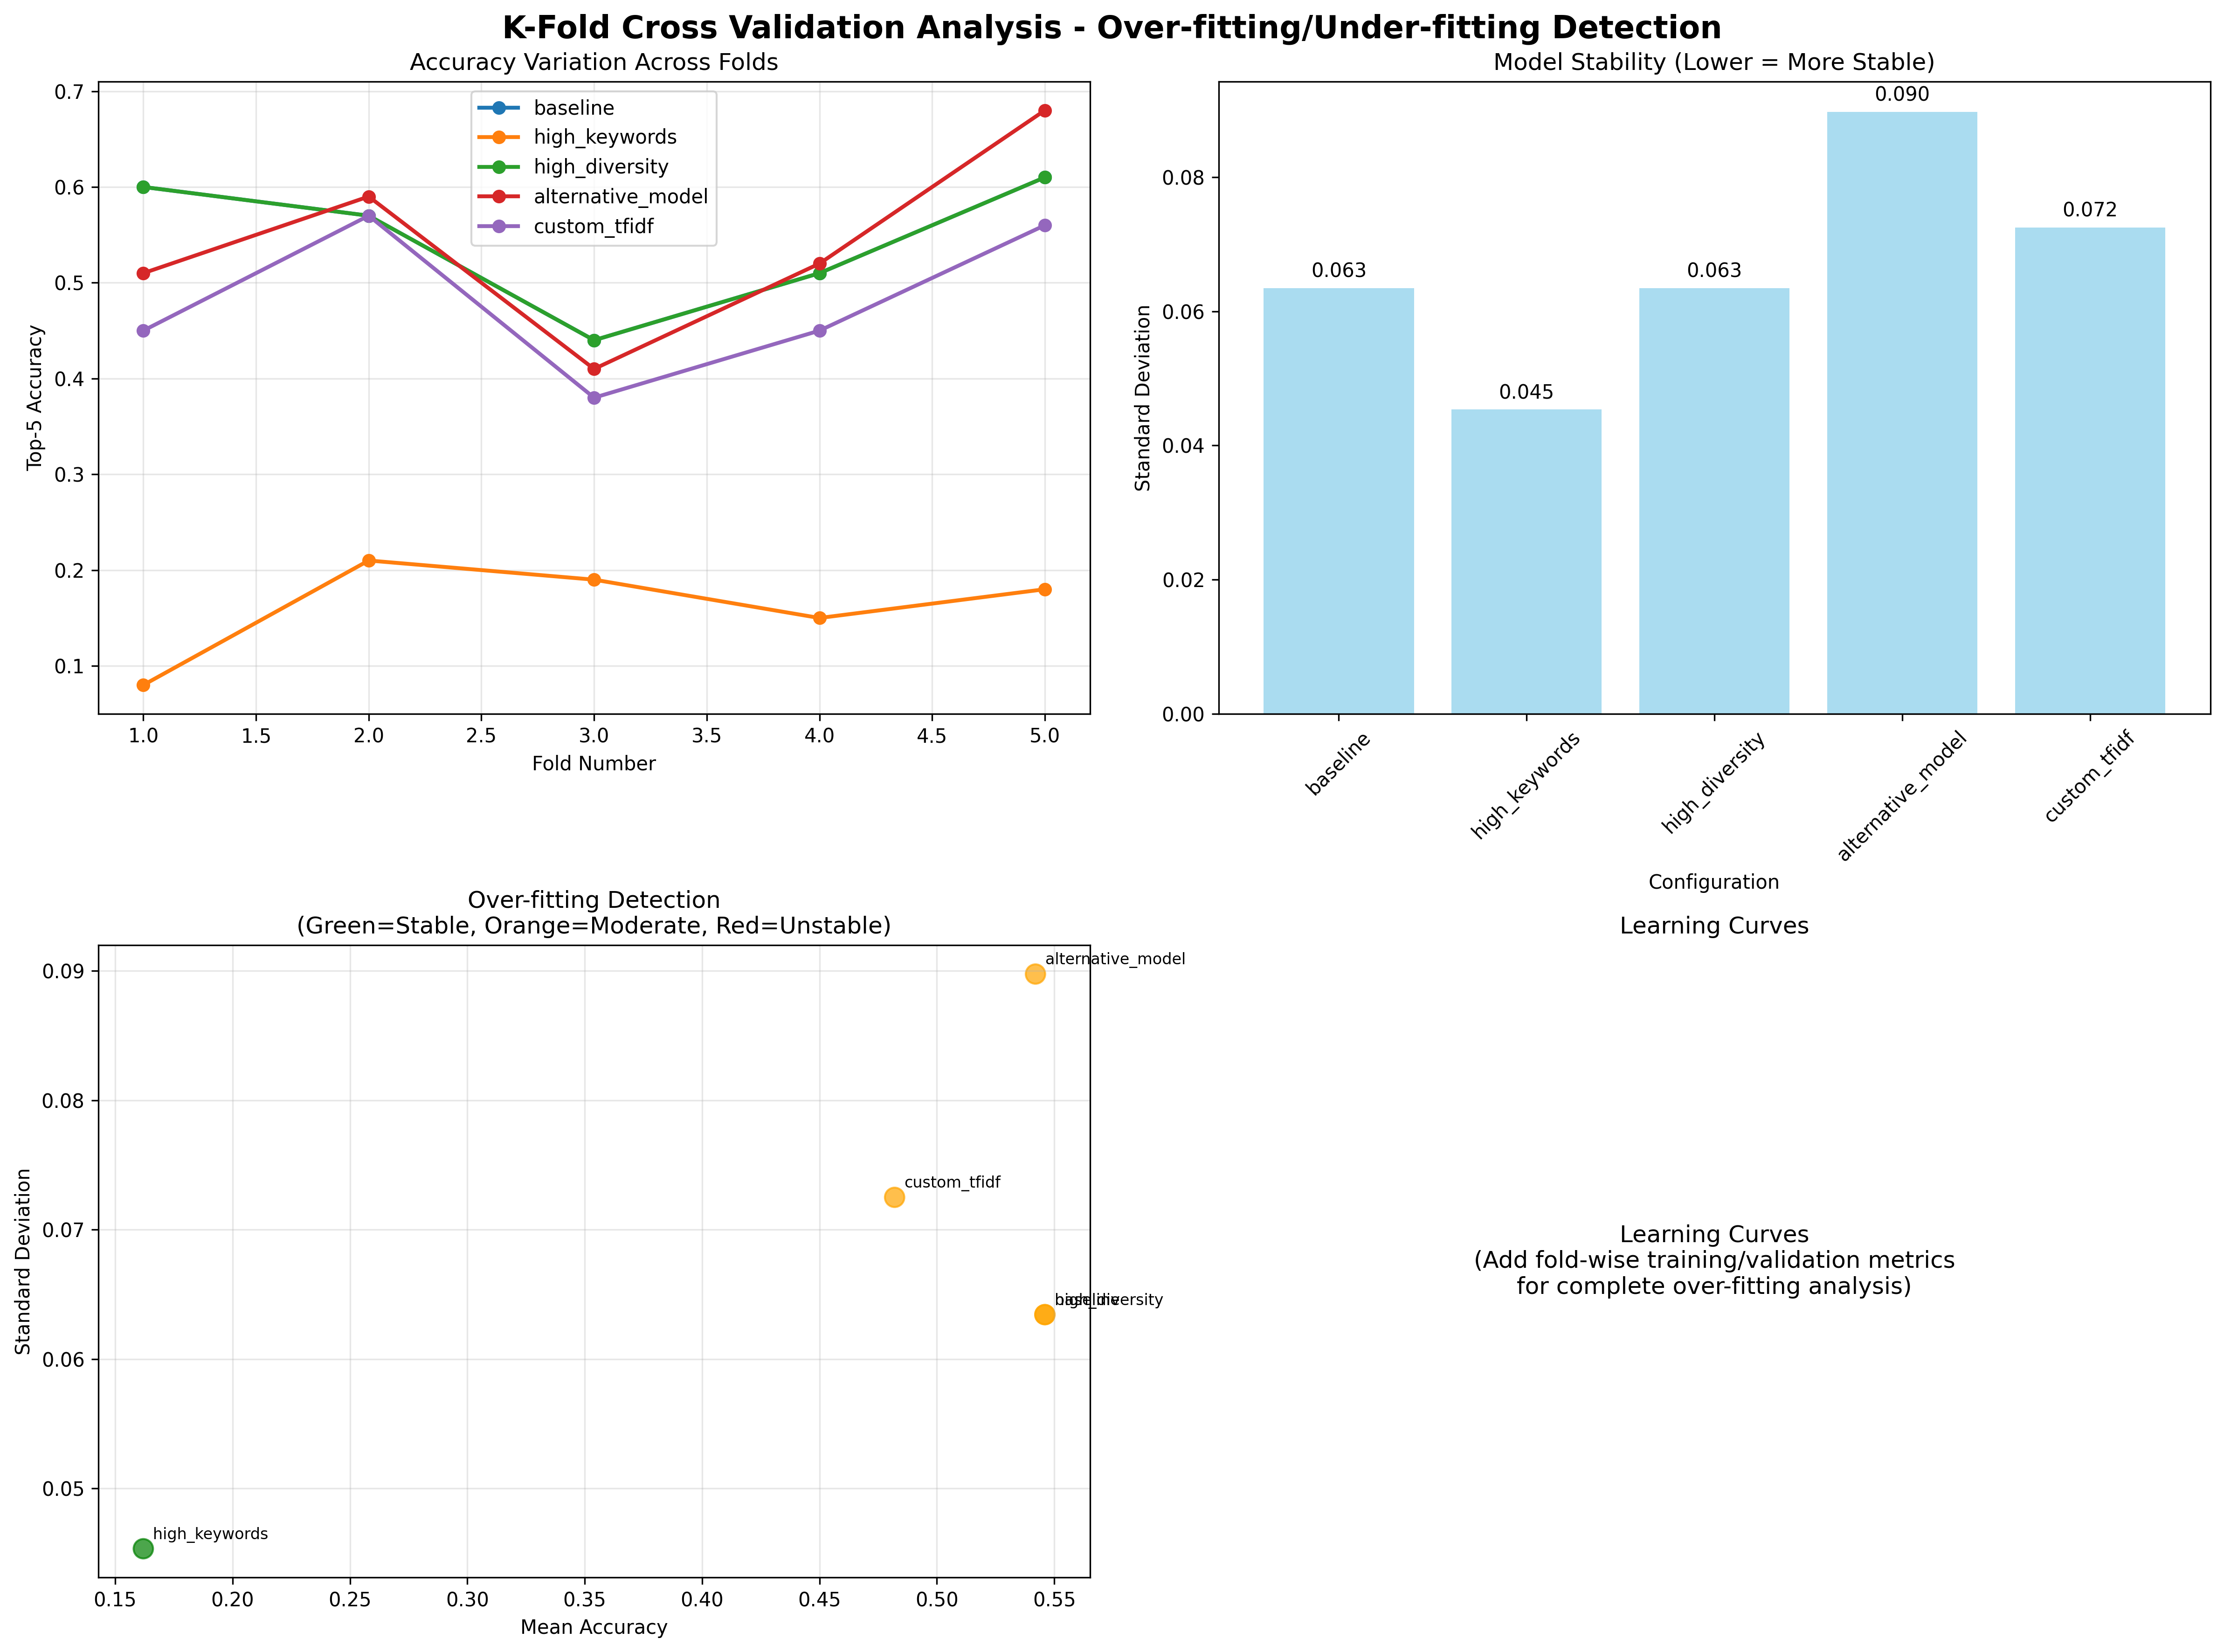 K-Fold Cross Validation Analysis - Over-fitting/Under-fitting Detection
Accuracy Variation Across Folds
Top-5 Accuracy
0.7
0.6
0.5
0.4
0.3
0.2
0.1
baseline
high_keywords
high_diversity
alternative_model
custom_tfidf
1.0 1.5 2.0 2.5 3.0 3.5 4.0 4.5 5.0
Fold Number
Model Stability (Lower = More Stable)
Standard Deviation
0.08
0.06
0.04
0.02
0.00
0.063
0.045
0.063
0.090
0.072
baseline
high_keywords
high_diversity
alternative_model
custom_tfidf
Configuration
Over-fitting Detection
(Green=Stable, Orange=Moderate, Red=Unstable)
Standard Deviation
0.09
0.08
0.07
0.06
0.05
alternative_model
custom_tfidf
baseline
high_diversity
high_keywords
0.15 0.20 0.25 0.30 0.35 0.40 0.45 0.50 0.55
Mean Accuracy
Learning Curves
Learning Curves
(Add fold-wise training/validation metrics
for complete over-fitting analysis)